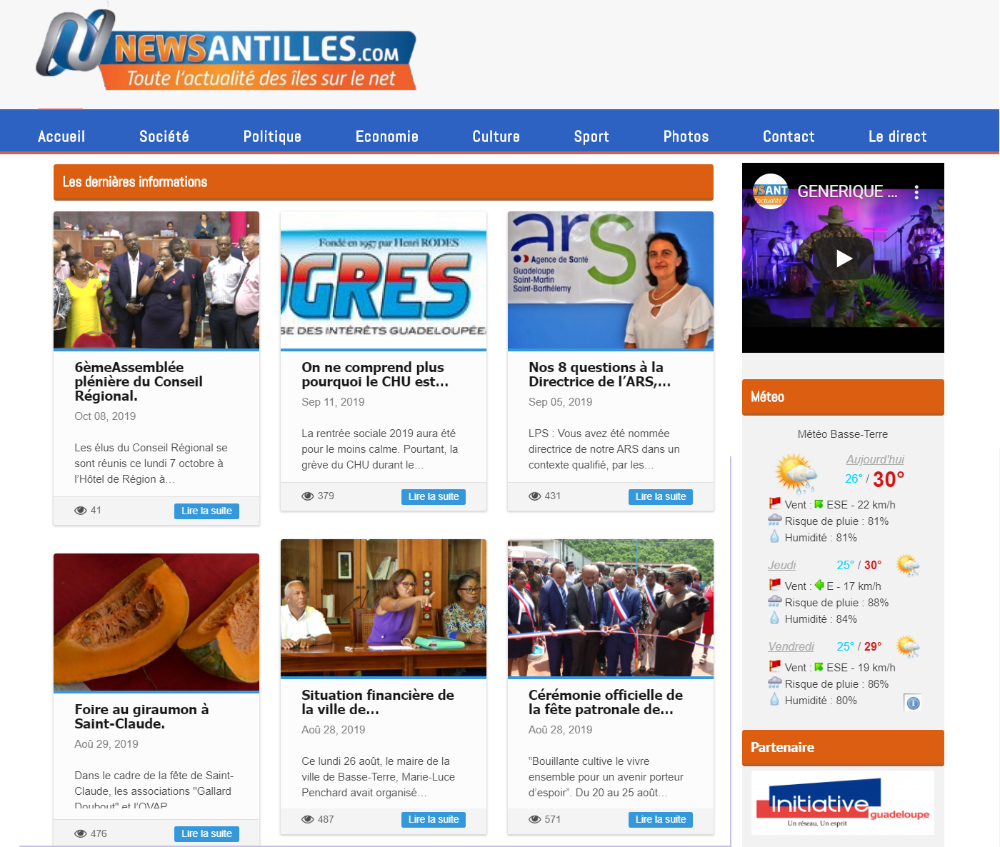 NEWSANTILLES.COM
Toute l'actualité des îles sur le net
Accueil
Société
Politique
Economie
Culture
Sport
Photos
Contact
Le direct
Les dernières informations
6èmeAssemblée
plénière du Conseil
Régional.
Oct 08, 2019
Les élus du Conseil Régional se
sont réunis ce lundi 7 octobre à
l’Hôtel de Région à...
41
Lire la suite
Fondé en 1957 par Henri RODES
OGRES
SE DES INTÉRÊTS GUADELOUPÉE
On ne comprend plus
pourquoi le CHU est...
Sep 11, 2019
La rentrée sociale 2019 aura été
pour le moins calme. Pourtant, la
grève du CHU durant le...
379
Lire la suite
ars
Agence de Santé
Guadeloupe
Saint-Martin
Saint-Barthélemy
Nos 8 questions à la
Directrice de l’ARS,...
Sep 05, 2019
LPS : Vous avez été nommée
directrice de notre ARS dans un
contexte qualifié, par les...
431
Lire la suite
Foire au giraumon à
Saint-Claude.
Aoû 29, 2019
Dans le cadre de la fête de Saint-
Claude, les associations "Gallard
Doubout" et l’OVAP
476
Lire la suite
Situation financière de
la ville de...
Aoû 28, 2019
Ce lundi 26 août, le maire de la
ville de Basse-Terre, Marie-Luce
Penchard avait organisé...
487
Lire la suite
Cérémonie officielle de
la fête patronale de...
Aoû 28, 2019
“Bouillante cultive le vivre
ensemble pour un avenir porteur
d’espoir”. Du 20 au 25 août...
571
Lire la suite
WS ANT
l'actualité
GENERIQUE ...
Méteo
Météo Basse-Terre
Aujourd'hui
26° / 30°
Vent : ESE - 22 km/h
Risque de pluie : 81%
Humidité : 81%
Jeudi 25° / 30°
Vent : E - 17 km/h
Risque de pluie : 88%
Humidité : 84%
Vendredi 25° / 29°
Vent : ESE - 19 km/h
Risque de pluie : 86%
Humidité : 80%
Partenaire
Initiative
guadeloupe
Un réseau, Un esprit